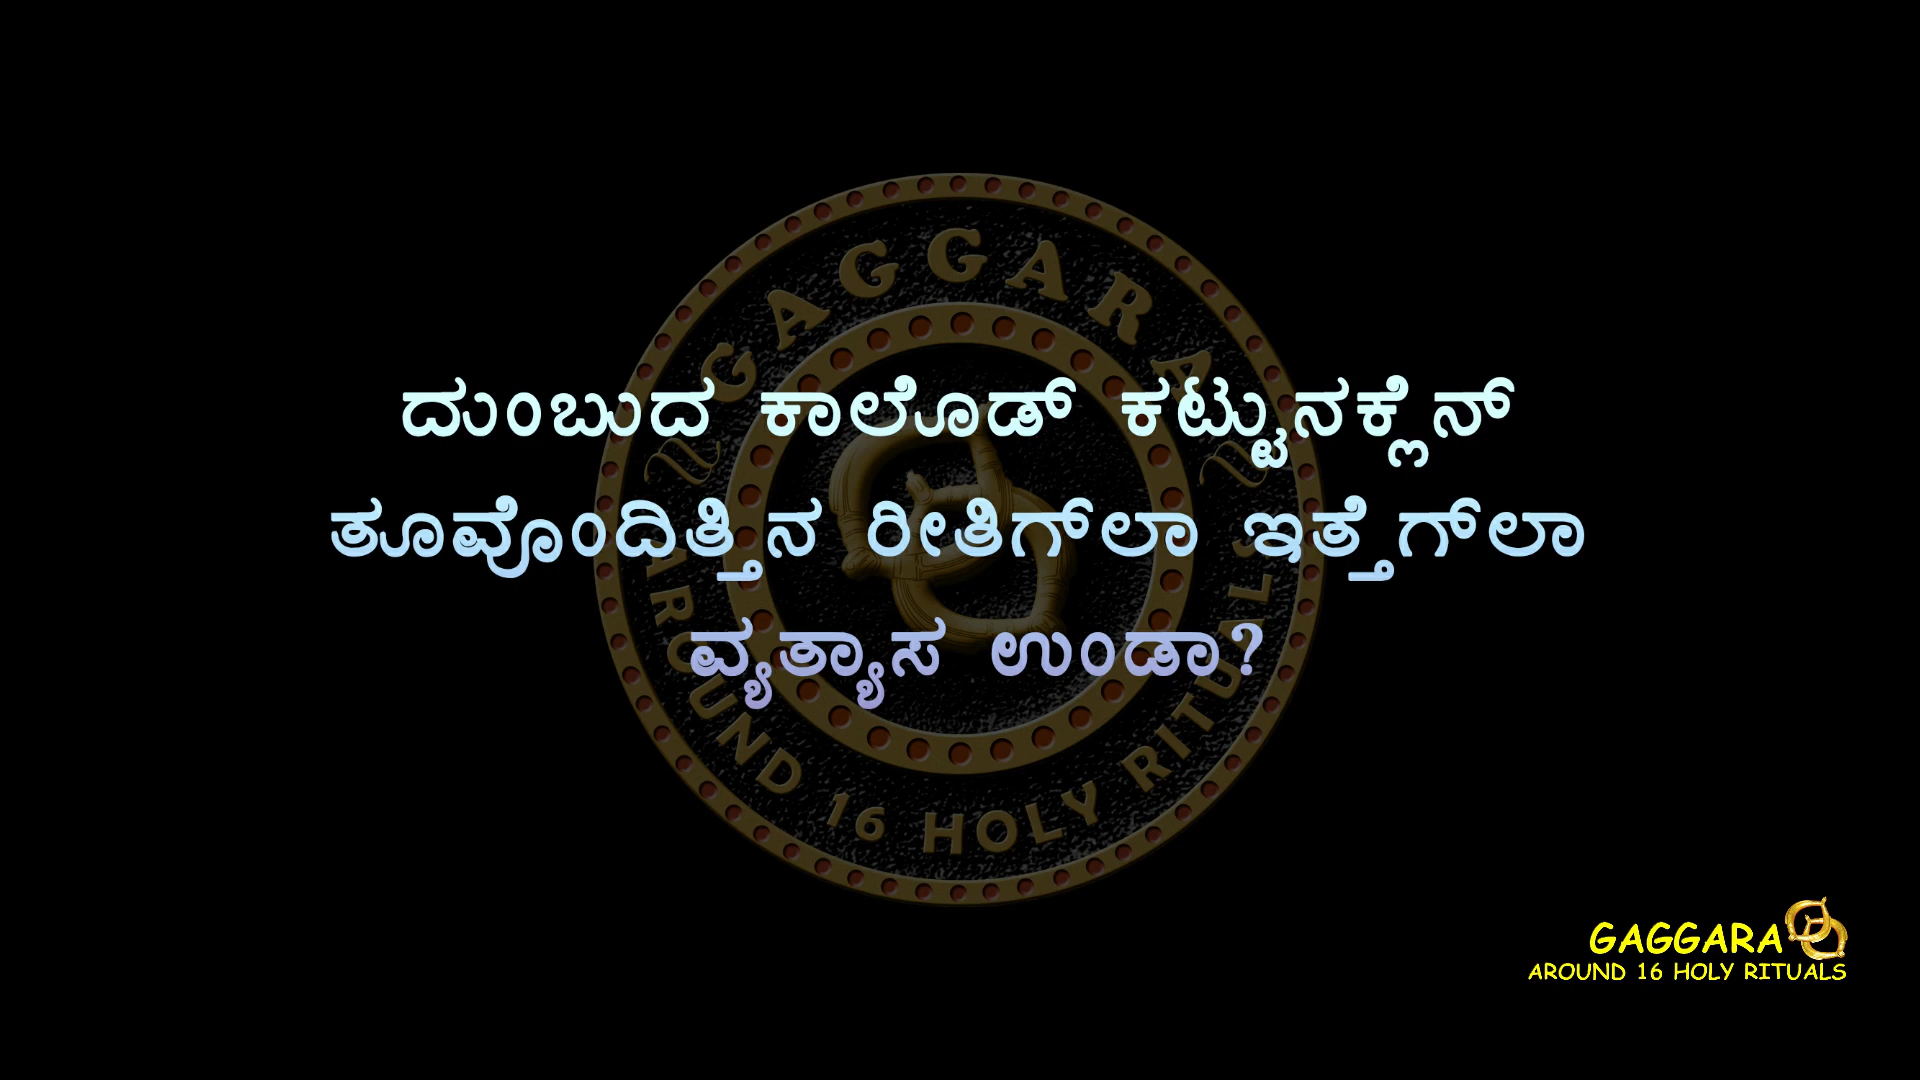 GAGGARA
ದುಂಬುದ ಕಾಲೊಡ್ ಕಟ್ಟುನಕ್ಲೆನ್
ತೂವೊಂದಿತ್ತಿನ ರೀತಿಗ್‌ಲಾ ಇತ್ತೆಗ್‌ಲಾ
ವ್ಯತ್ಯಾಸ ಉಂಡಾ?
AROUND 16 HOLY RITUALS
GAGGARA
AROUND 16 HOLY RITUALS